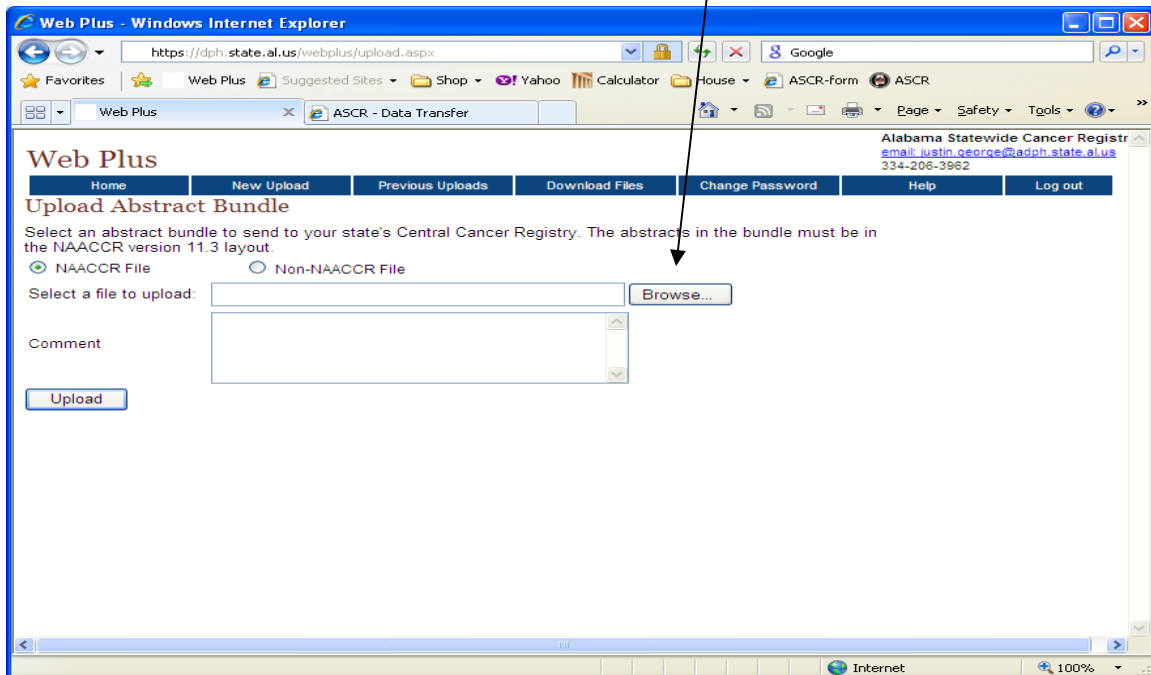 Web Plus - Windows Internet Explorer
https://dph.state.al.us/webplus/upload.aspx
Google
Favorites Web Plus Suggested Sites Shop Yahoo Calculator House ASCR-form ASCR
Web Plus ASCR - Data Transfer Page Safety Tools
Alabama Statewide Cancer Registr
Web Plus
email: justin.george@adph.state.al.us
334-206-3962
Home New Upload Previous Uploads Download Files Change Password Help Log out
Upload Abstract Bundle
Select an abstract bundle to send to your state's Central Cancer Registry. The abstracts in the bundle must be in
the NAACCR version 11.3 layout.
NAACCR File Non-NAACCR File
Select a file to upload: Browse...
Comment
Upload
Internet 100%